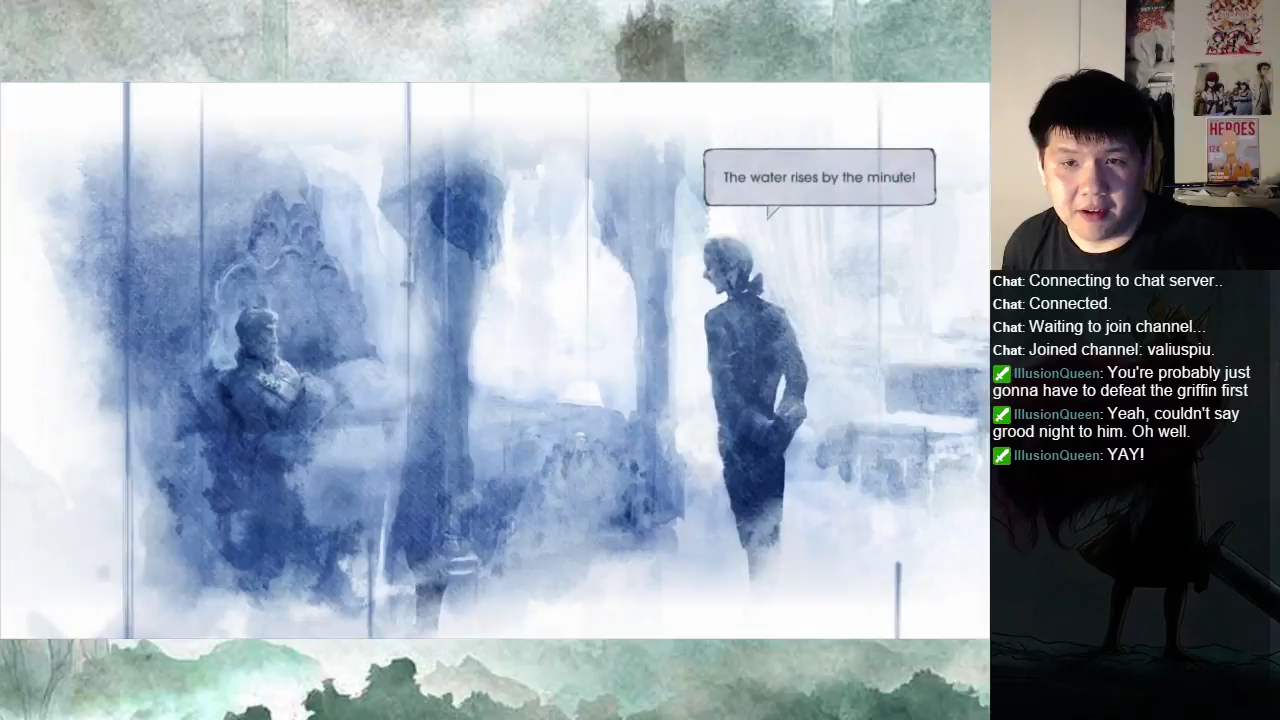 The water rises by the minute!
HEROES
Chat: Connecting to chat server..
Chat: Connected.
Chat: Waiting to join channel...
Chat: Joined channel: valiuspiu.
IllusionQueen: You're probably just
gonna have to defeat the griffin first
IllusionQueen: Yeah, couldn't say
grood night to him. Oh well.
IllusionQueen: YAY!